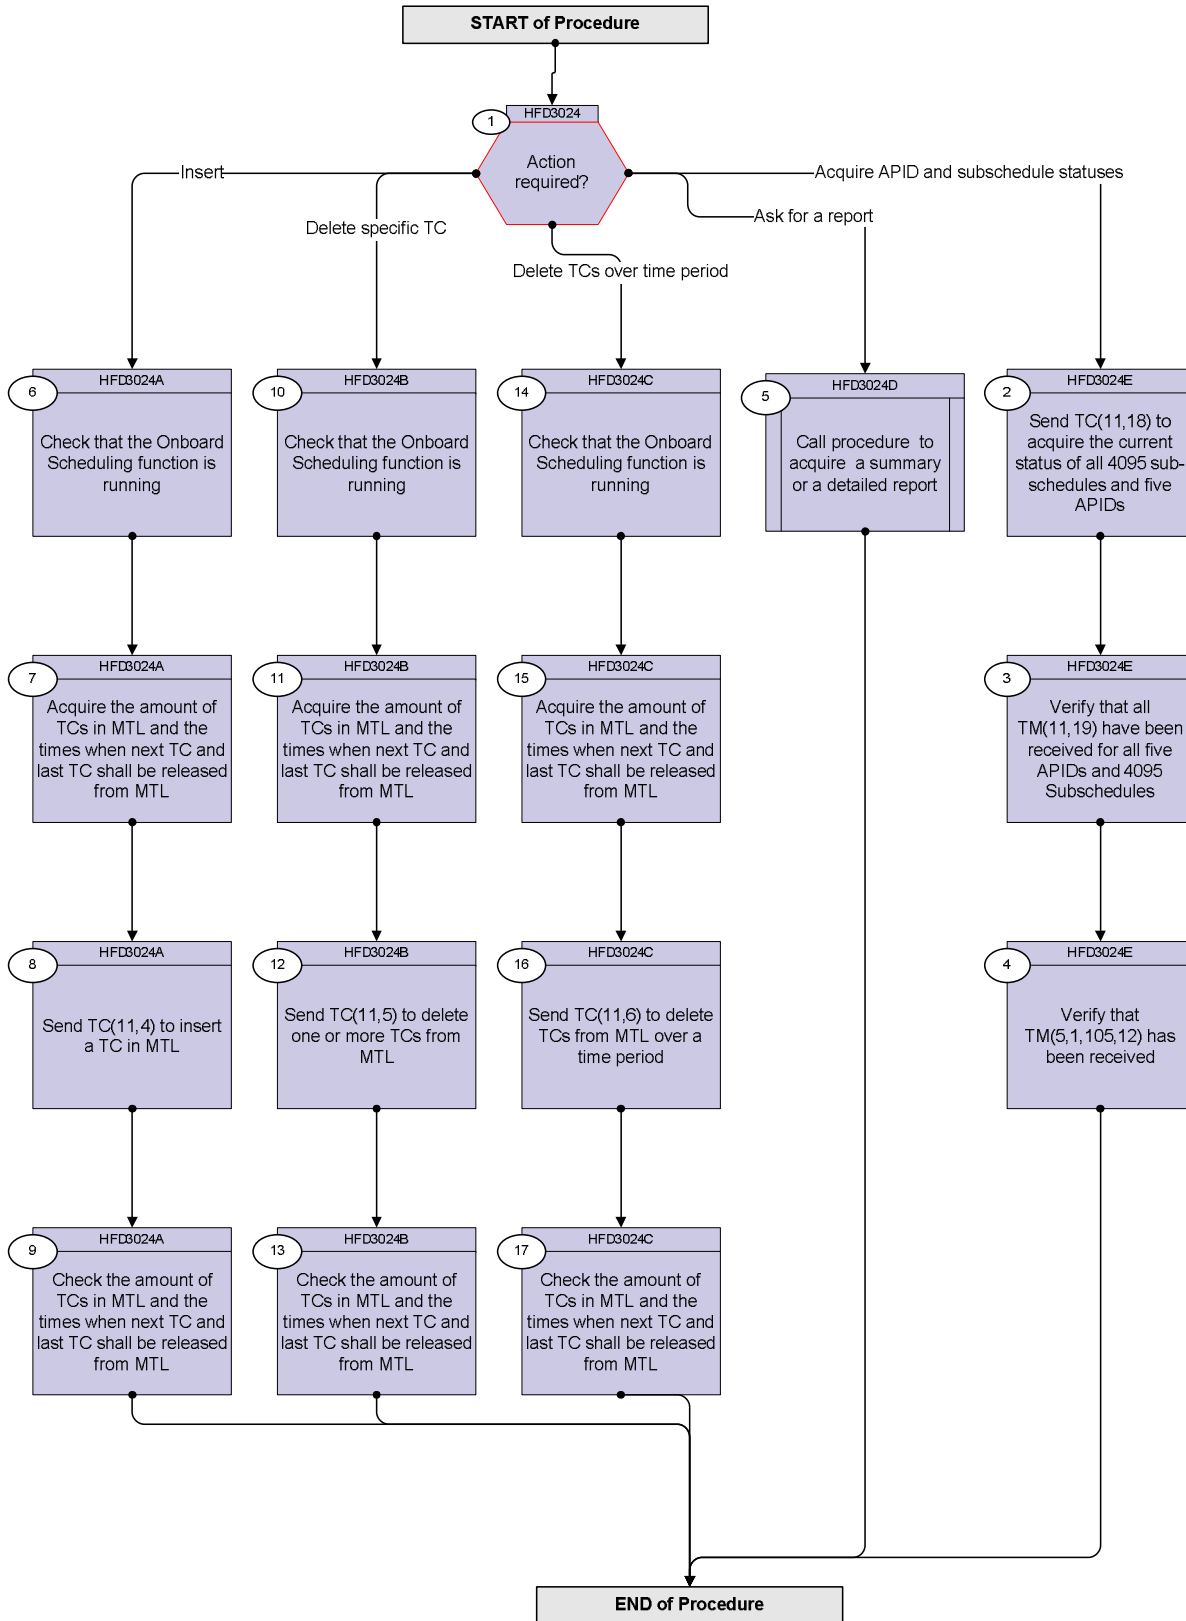 START of Procedure
HFD3024
1
Action
required?
Insert
Delete specific TC
Delete TCs over time period
Ask for a report
Acquire APID and subschedule statuses
HFD3024A
6
Check that the Onboard
Scheduling function is
running
HFD3024B
10
Check that the Onboard
Scheduling function is
running
HFD3024C
14
Check that the Onboard
Scheduling function is
running
HFD3024D
5
Call procedure to
acquire a summary
or a detailed report
HFD3024E
2
Send TC(11,18) to
acquire the current
status of all 4095 sub-
schedules and five
APIDs
HFD3024A
7
Acquire the amount of
TCs in MTL and the
times when next TC and
last TC shall be released
from MTL
HFD3024B
11
Acquire the amount of
TCs in MTL and the
times when next TC and
last TC shall be released
from MTL
HFD3024C
15
Acquire the amount of
TCs in MTL and the
times when next TC and
last TC shall be released
from MTL
HFD3024E
3
Verify that all
TM(11,19) have been
received for all five
APIDs and 4095
Subschedules
HFD3024A
8
Send TC(11,4) to insert
a TC in MTL
HFD3024B
12
Send TC(11,5) to delete
one or more TCs from
MTL
HFD3024C
16
Send TC(11,6) to delete
TCs from MTL over a
time period
HFD3024E
4
Verify that
TM(5,1,105,12) has
been received
HFD3024A
9
Check the amount of
TCs in MTL and the
times when next TC and
last TC shall be released
from MTL
HFD3024B
13
Check the amount of
TCs in MTL and the
times when next TC and
last TC shall be released
from MTL
HFD3024C
17
Check the amount of
TCs in MTL and the
times when next TC and
last TC shall be released
from MTL
END of Procedure